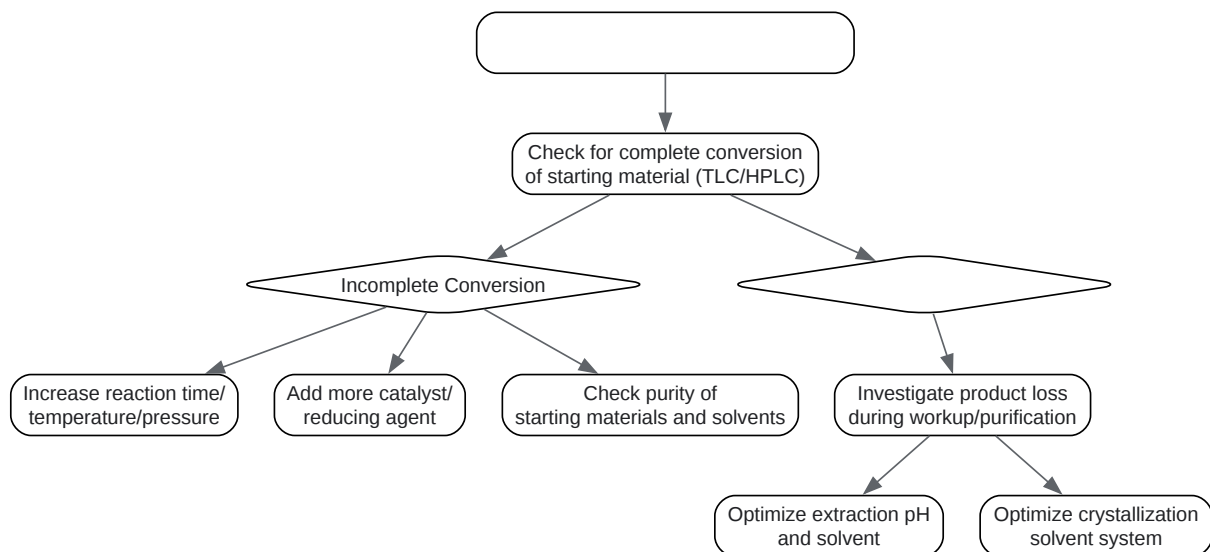 Check for complete conversion
of starting material (TLC/HPLC)
Incomplete Conversion
Increase reaction time/
temperature/pressure
Add more catalyst/
reducing agent
Check purity of
starting materials and solvents
Investigate product loss
during workup/purification
Optimize extraction pH
and solvent
Optimize crystallization
solvent system